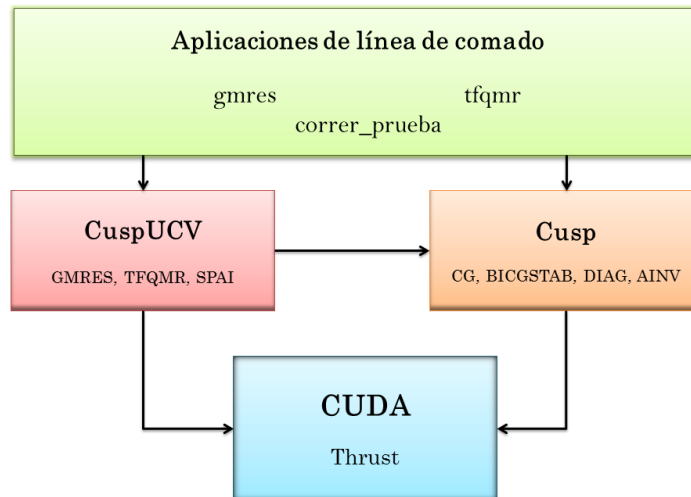 Aplicaciones de línea de comado
gmres tfqmr
correr_prueba
CuspUCV
GMRES, TFQMR, SPAI
Cusp
CG, BICGSTAB, DIAG, AINV
CUDA
Thrust